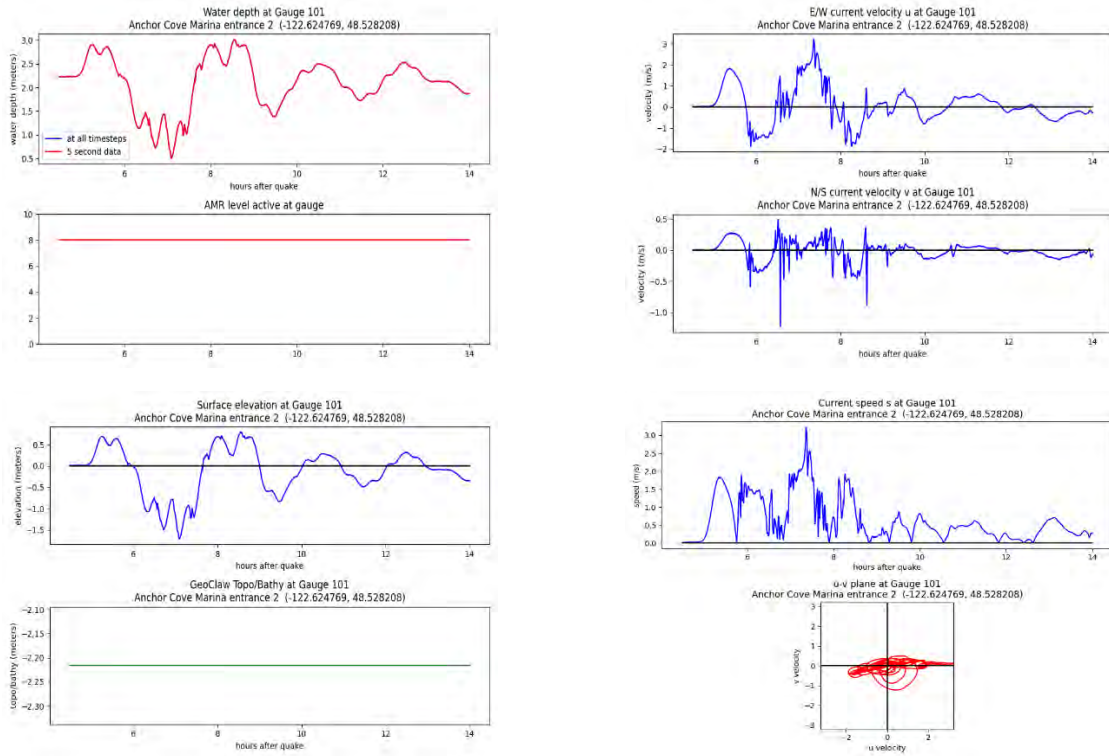 Water depth at Gauge 101
Anchor Cove Marina entrance 2 (-122.624769, 48.528208)
water depth (meters)
3.0
2.5
2.0
1.5
1.0
0.5
at all timesteps
5 second data
6 8 10 12 14
hours after quake
AMR level active at gauge
10
8
6
4
2
0
6 8 10 12 14
hours after quake
Surface elevation at Gauge 101
Anchor Cove Marina entrance 2 (-122.624769, 48.528208)
elevation (meters)
0.5
0.0
−0.5
−1.0
−1.5
6 8 10 12 14
hours after quake
GeoClaw Topo/Bathy at Gauge 101
Anchor Cove Marina entrance 2 (-122.624769, 48.528208)
topo/bathy (meters)
−2.10
−2.15
−2.20
−2.25
−2.30
6 8 10 12 14
hours after quake
E/W current velocity u at Gauge 101
Anchor Cove Marina entrance 2 (-122.624769, 48.528208)
velocity (m/s)
3
2
1
0
−1
−2
6 8 10 12 14
hours after quake
N/S current velocity v at Gauge 101
Anchor Cove Marina entrance 2 (-122.624769, 48.528208)
velocity (m/s)
0.5
0.0
−0.5
−1.0
6 8 10 12 14
hours after quake
Current speed s at Gauge 101
Anchor Cove Marina entrance 2 (-122.624769, 48.528208)
speed (m/s)
3.0
2.5
2.0
1.5
1.0
0.5
0.0
6 8 10 12 14
hours after quake
u-v plane at Gauge 101
Anchor Cove Marina entrance 2 (-122.624769, 48.528208)
v velocity
3
2
1
0
−1
−2
−3
−2 0 2
u velocity